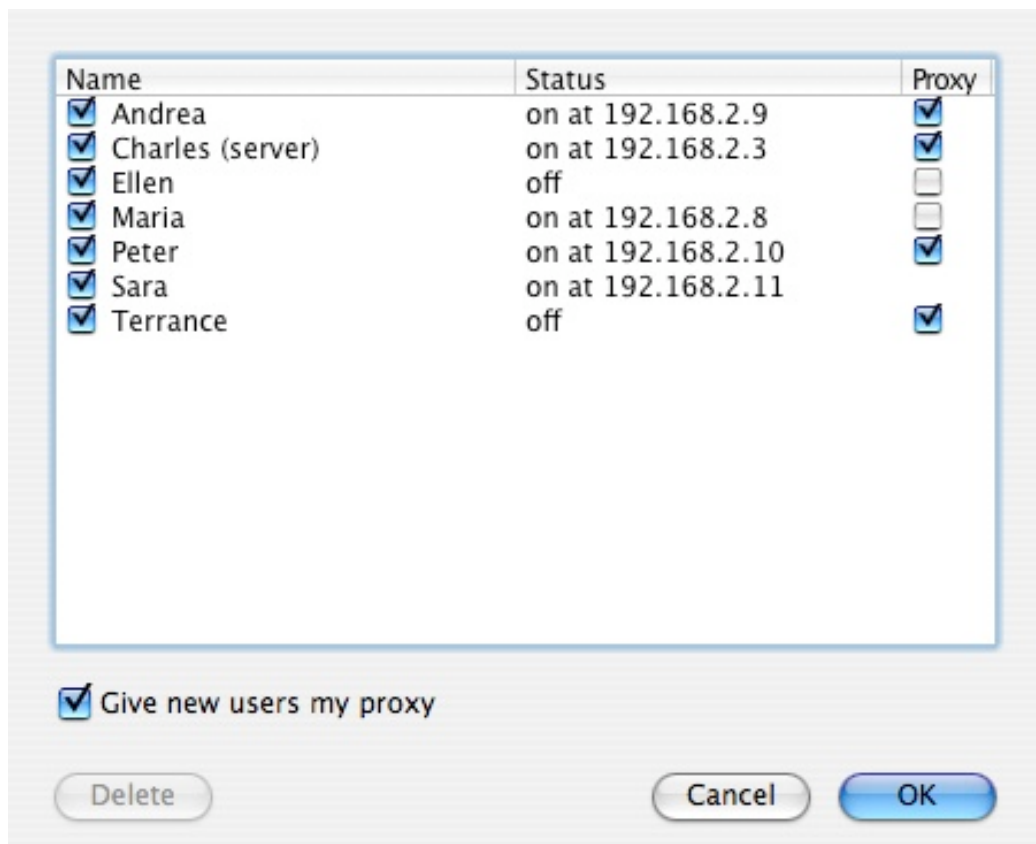 Name Status Proxy
Andrea on at 192.168.2.9
Charles (server) on at 192.168.2.3
Ellen off
Maria on at 192.168.2.8
Peter on at 192.168.2.10
Sara on at 192.168.2.11
Terrance off
Give new users my proxy
Delete Cancel OK